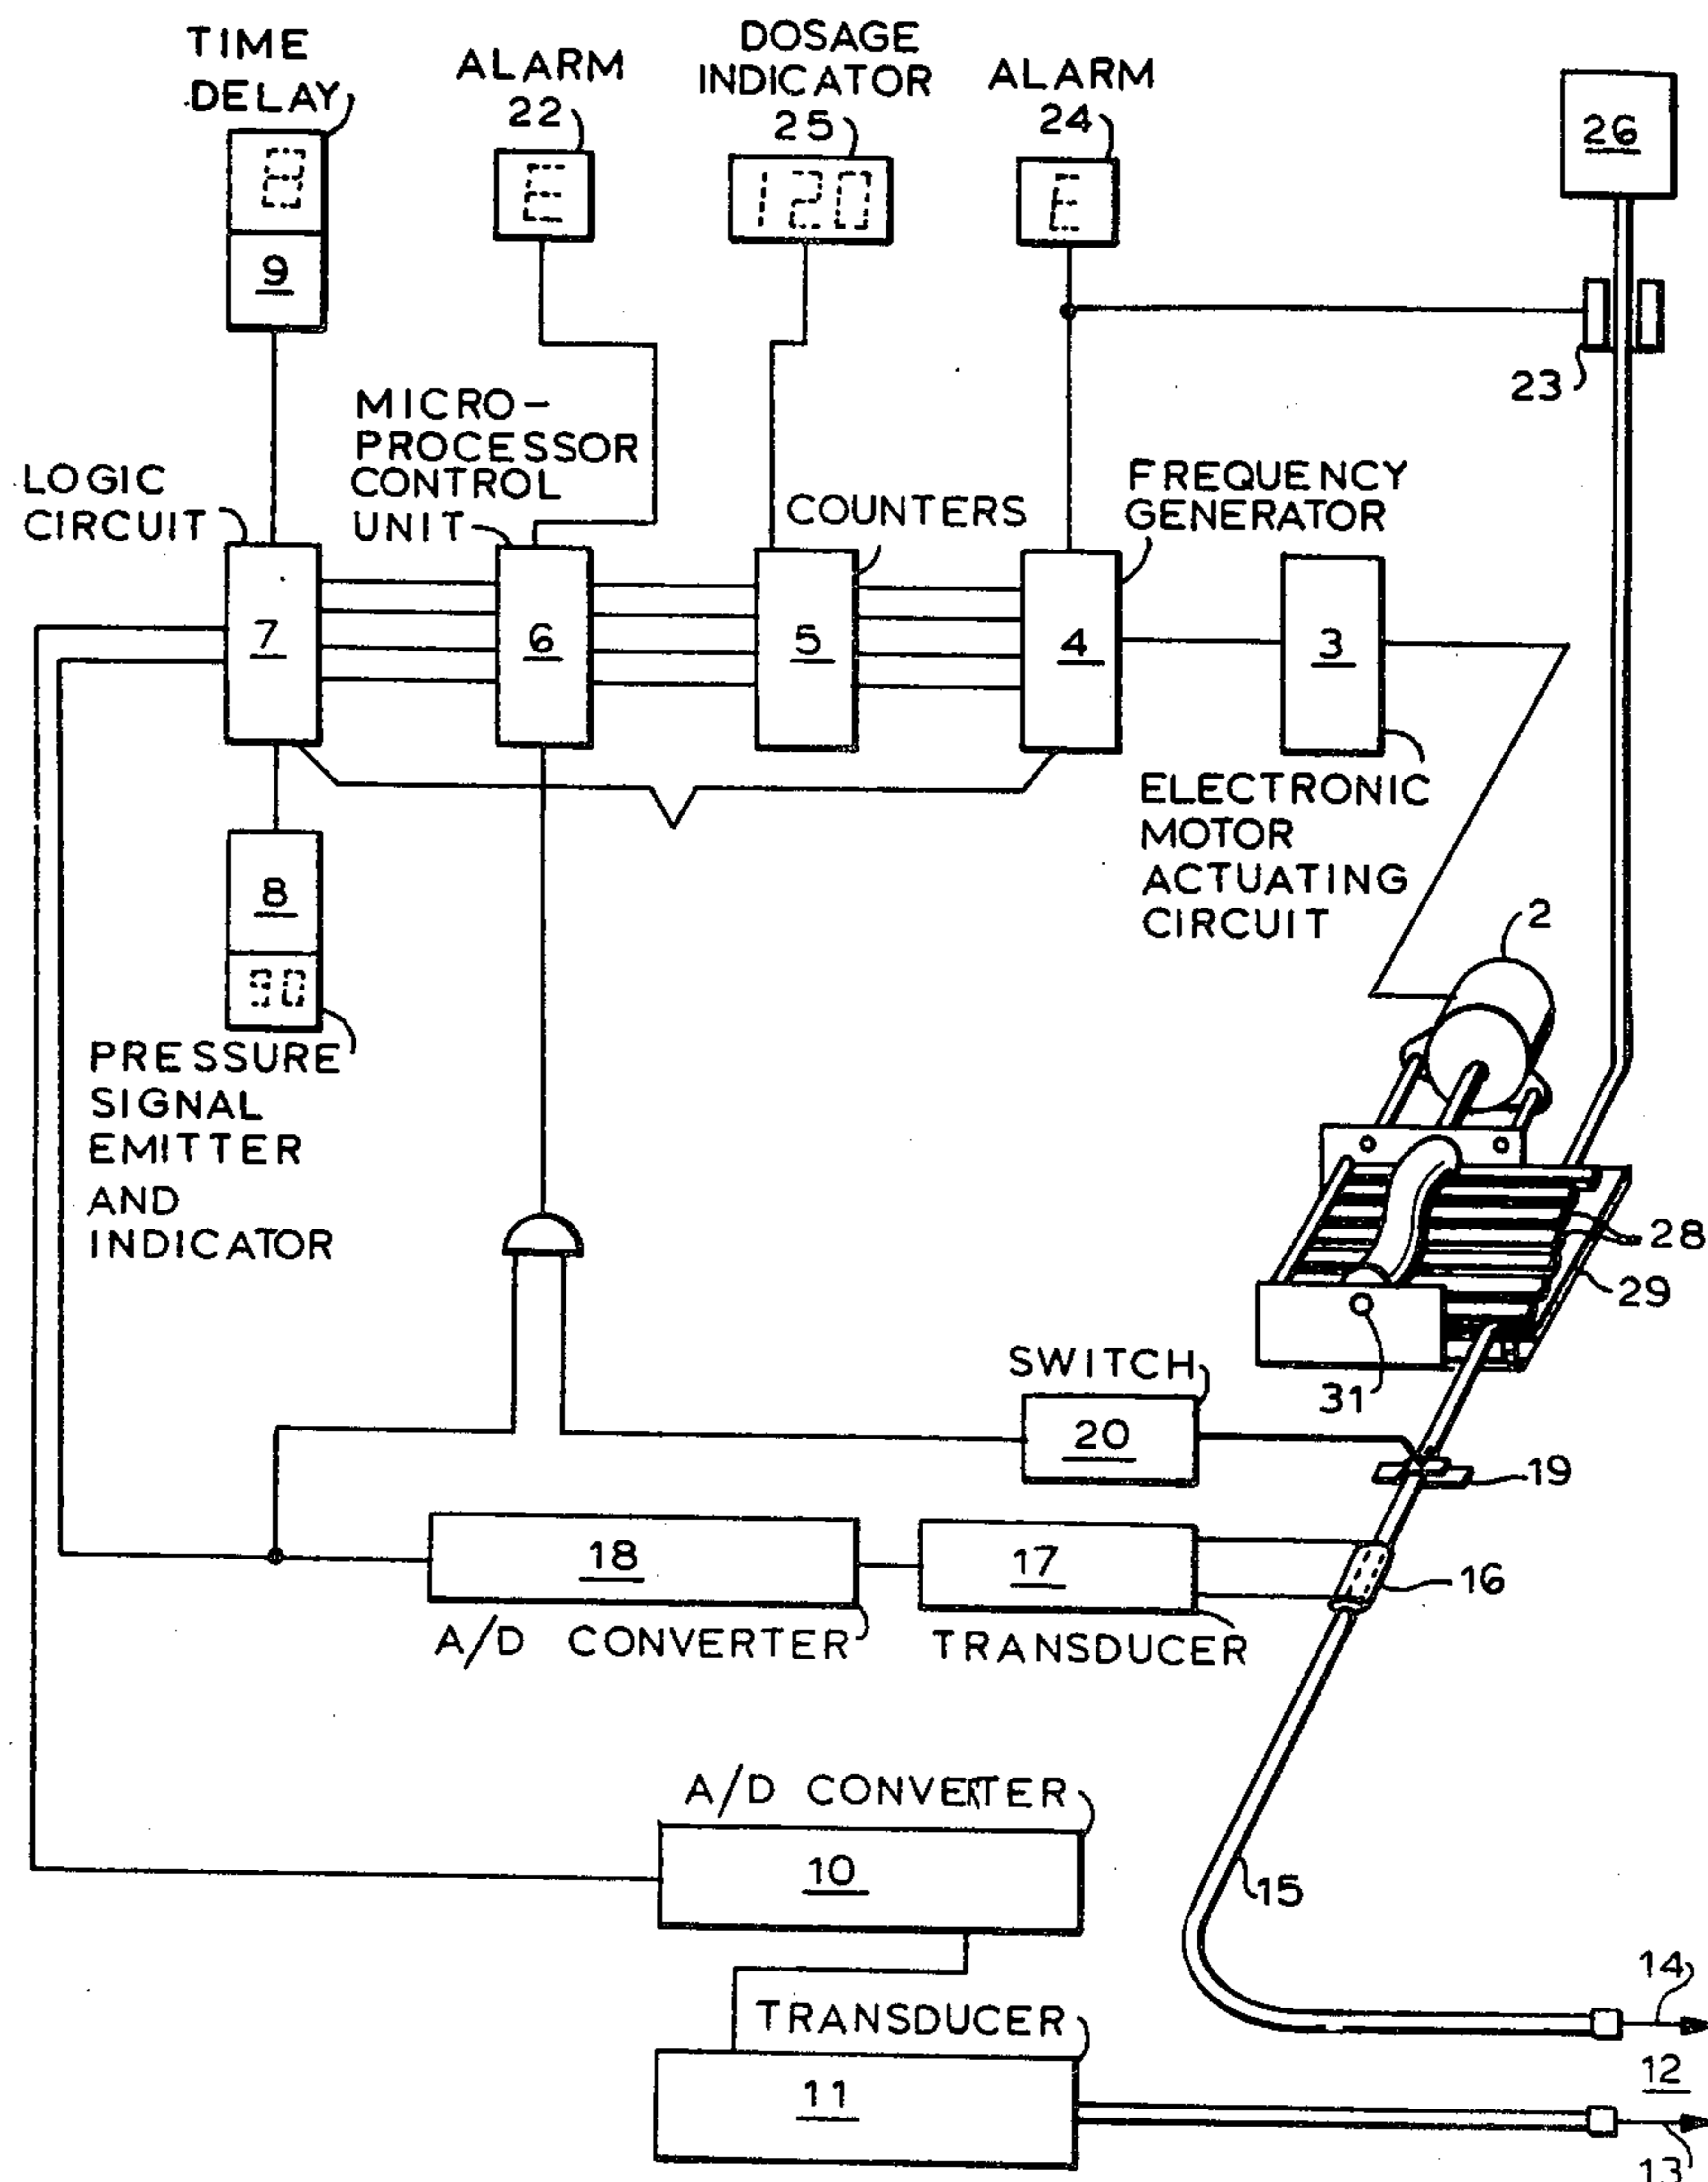 TIME
DELAY
ALARM
22
DOSAGE
INDICATOR
25
ALARM
24
26
20
E
120
E
9
23
MICRO-
PROCESSOR
CONTROL
UNIT
LOGIC
CIRCUIT
COUNTERS
FREQUENCY
GENERATOR
7
6
5
4
3
ELECTRONIC
MOTOR
ACTUATING
CIRCUIT
8
90
2
PRESSURE
SIGNAL
EMITTER
AND
INDICATOR
28
29
31
SWITCH
20
19
18
17
16
A/D CONVERTER
TRANSDUCER
A/D CONVERTER
10
15
14
TRANSDUCER
12
11
13